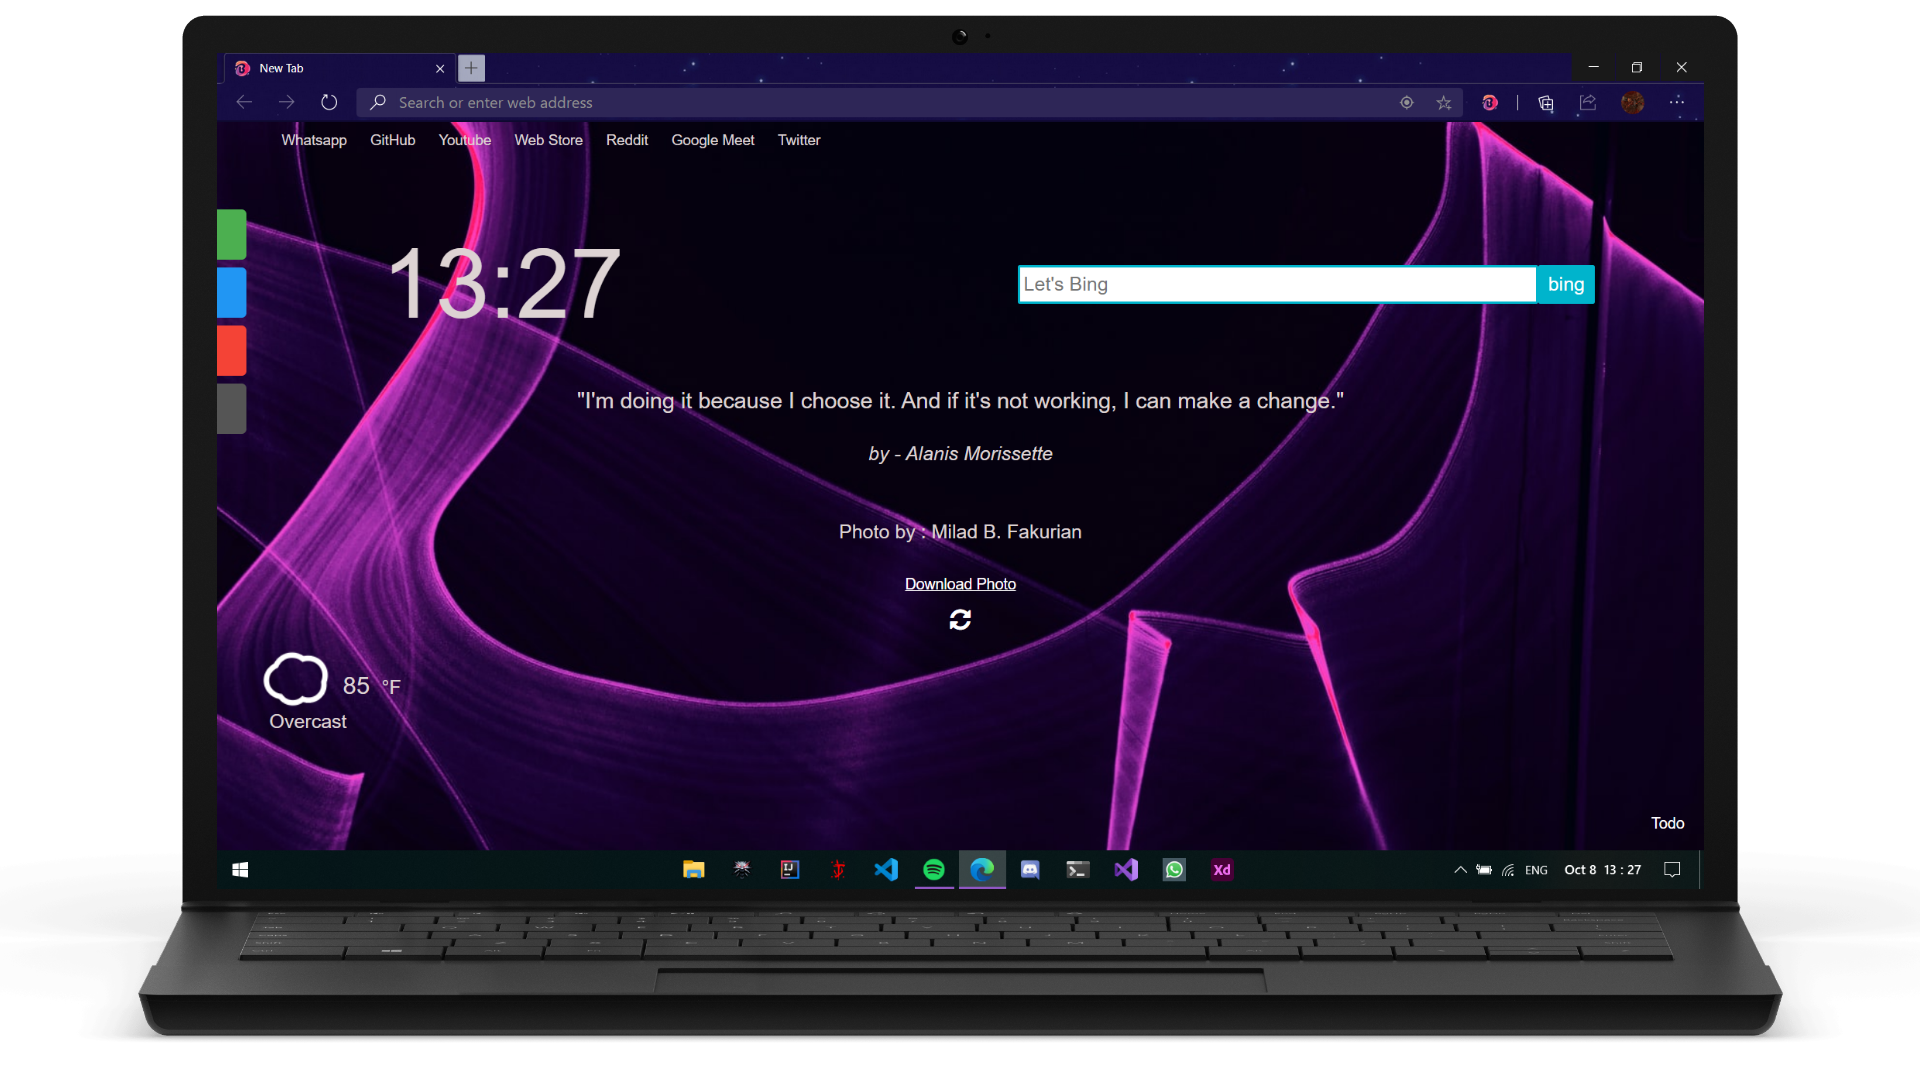 New Tab
Search or enter web address
Whatsapp GitHub Youtube Web Store Reddit Google Meet Twitter
13:27
Let's Bing bing
"I'm doing it because I choose it. And if it's not working, I can make a change."
by - Alanis Morissette
Photo by : Milad B. Fakurian
Download Photo
85 °F
Overcast
Todo
IJ Xd ENG Oct 8 13 : 27